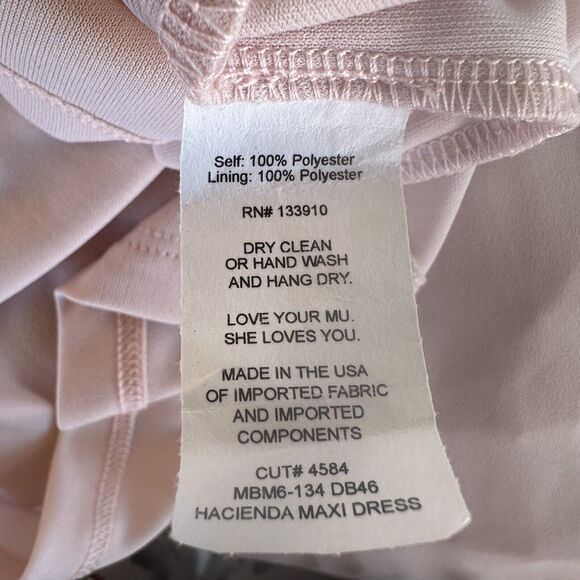 Self: 100% Polyester
Lining: 100% Polyester
RN# 133910
DRY CLEAN
OR HAND WASH
AND HANG DRY.
LOVE YOUR MU.
SHE LOVES YOU.
MADE IN THE USA
OF IMPORTED FABRIC
AND IMPORTED
COMPONENTS
CUT# 4584
MBM6-134 DB46
HACIENDA MAXI DRESS